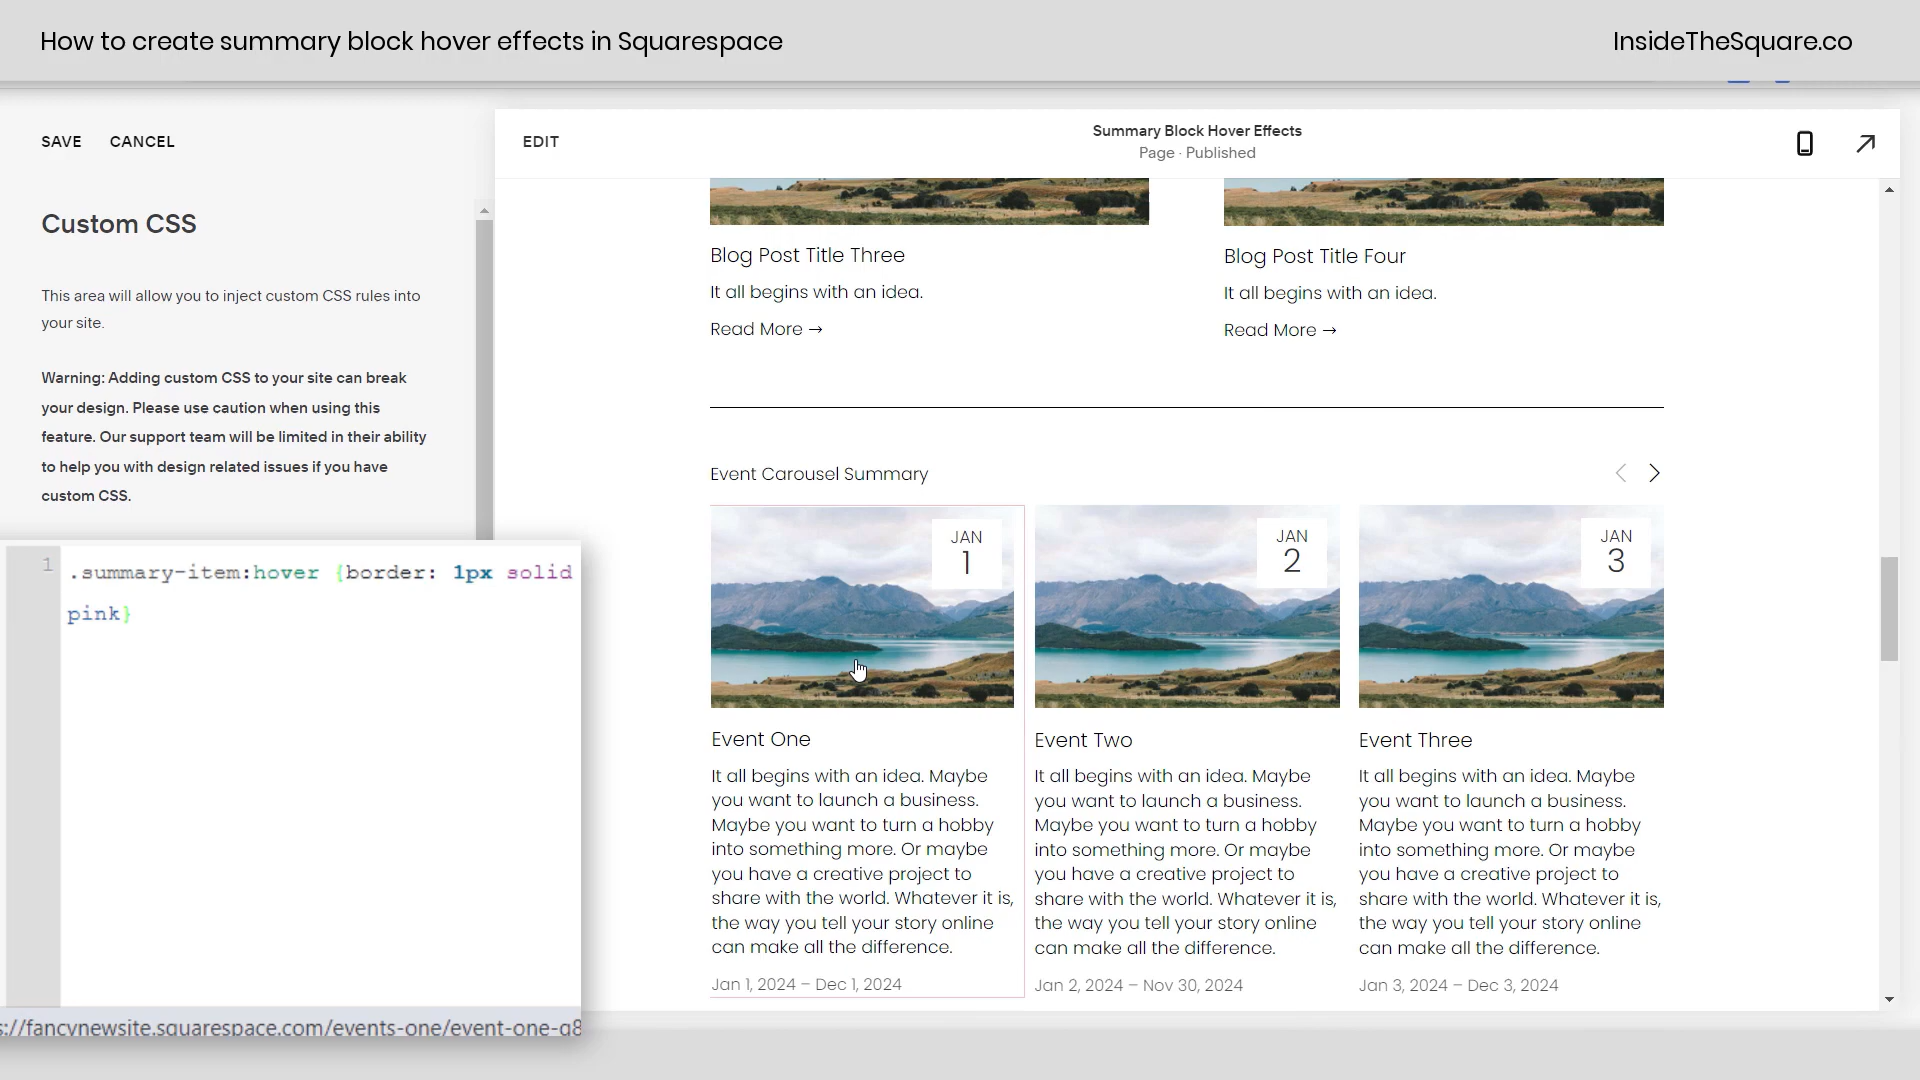 How to create summary block hover effects in Squarespace
InsideTheSquare.co
SAVE CANCEL
EDIT
Summary Block Hover Effects
Page · Published
Custom CSS
This area will allow you to inject custom CSS rules into
your site.
Warning: Adding custom CSS to your site can break
your design. Please use caution when using this
feature. Our support team will be limited in their ability
to help you with design related issues if you have
custom CSS.
1 .summary-item:hover {border: 1px solid
pink}
s://fancynewsite.squarespace.com/events-one/event-one-g8
Blog Post Title Three
It all begins with an idea.
Read More →
Blog Post Title Four
It all begins with an idea.
Read More →
Event Carousel Summary
JAN
1
Event One
It all begins with an idea. Maybe
you want to launch a business.
Maybe you want to turn a hobby
into something more. Or maybe
you have a creative project to
share with the world. Whatever it is,
the way you tell your story online
can make all the difference.
Jan 1, 2024 – Dec 1, 2024
JAN
2
Event Two
It all begins with an idea. Maybe
you want to launch a business.
Maybe you want to turn a hobby
into something more. Or maybe
you have a creative project to
share with the world. Whatever it is,
the way you tell your story online
can make all the difference.
Jan 2, 2024 – Nov 30, 2024
JAN
3
Event Three
It all begins with an idea. Maybe
you want to launch a business.
Maybe you want to turn a hobby
into something more. Or maybe
you have a creative project to
share with the world. Whatever it is,
the way you tell your story online
can make all the difference.
Jan 3, 2024 – Dec 3, 2024